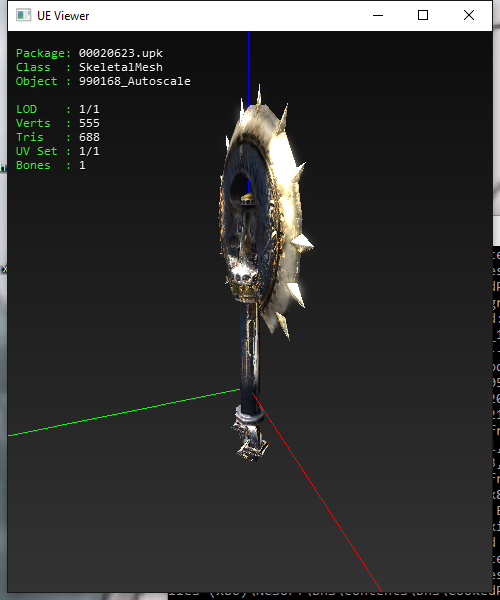 UE Viewer
Package: 00020623.upk
Class : SkeletalMesh
Object : 990168_Autoscale
LOD : 1/1
Verts : 555
Tris : 688
UV Set : 1/1
Bones : 1